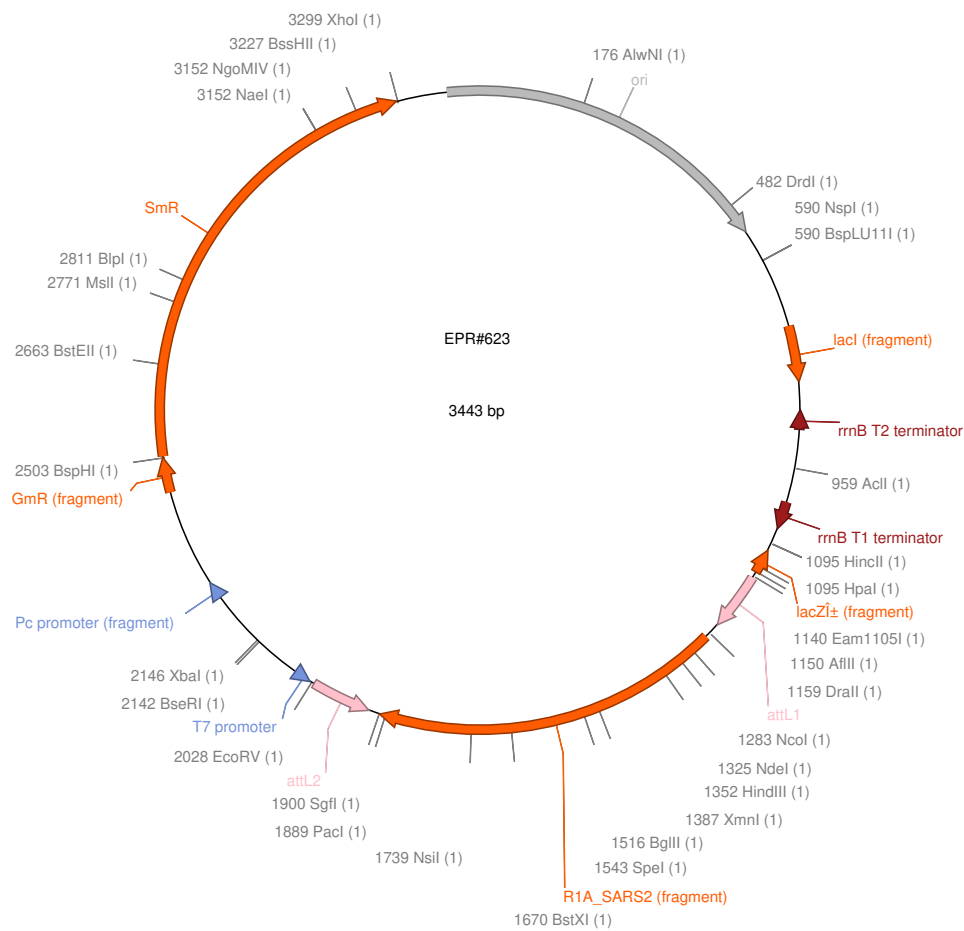 3299 XhoI (1)
3227 BssHII (1)
3152 NgoMIV (1)
3152 NaeI (1)
176 AlwNI (1)
ori
482 DrdI (1)
590 NspI (1)
590 BspLU11I (1)
SmR
2811 BlpI (1)
2771 MslI (1)
2663 BstEII (1)
EPR#623
3443 bp
lacI (fragment)
rrnB T2 terminator
2503 BspHI (1)
GmR (fragment)
959 AclI (1)
rrnB T1 terminator
1095 HincII (1)
1095 HpaI (1)
lacZÎ± (fragment)
Pc promoter (fragment)
1140 Eam1105I (1)
1150 AflII (1)
1159 DraII (1)
attL1
2146 XbaI (1)
2142 BseRI (1)
T7 promoter
1283 NcoI (1)
2028 EcoRV (1)
1325 NdeI (1)
attL2
1352 HindIII (1)
1900 SgfI (1)
1387 XmnI (1)
1889 PacI (1)
1516 BglII (1)
1739 NsiI (1)
1543 SpeI (1)
R1A_SARS2 (fragment)
1670 BstXI (1)